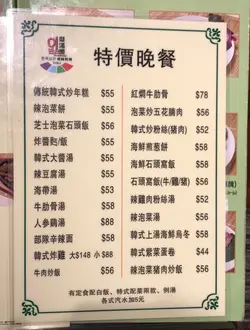 特價晚餐
傳統韓式炒年糕 $55
辣泡菜餅 $55
芝士泡菜石頭飯 $56
炸醬麵/飯 $55
韓式大醬湯 $55
辣豆腐湯 $55
海帶湯 $53
牛肋骨湯 $58
人參鷄湯 $88
部隊辛辣面 $58
韓式炸雞 大$148 小$88
牛肉炒飯 $56
紅燜牛肋骨 $78
泡菜炒五花腩肉 $56
韓式炒粉絲(豬肉) $52
海鮮煎蔥餅 $58
海鮮石頭窩飯 $56
石頭窩飯(牛/雞/豬) $55
辣雞肉粉絲湯 $52
辣泡菜湯 $56
韓式上湯海鮮烏冬 $58
韓式紫菜蛋卷 $44
辣泡菜豬肉炒飯 $56
有定食配白飯、特式配菜兩款、例湯
各式汽水加5元